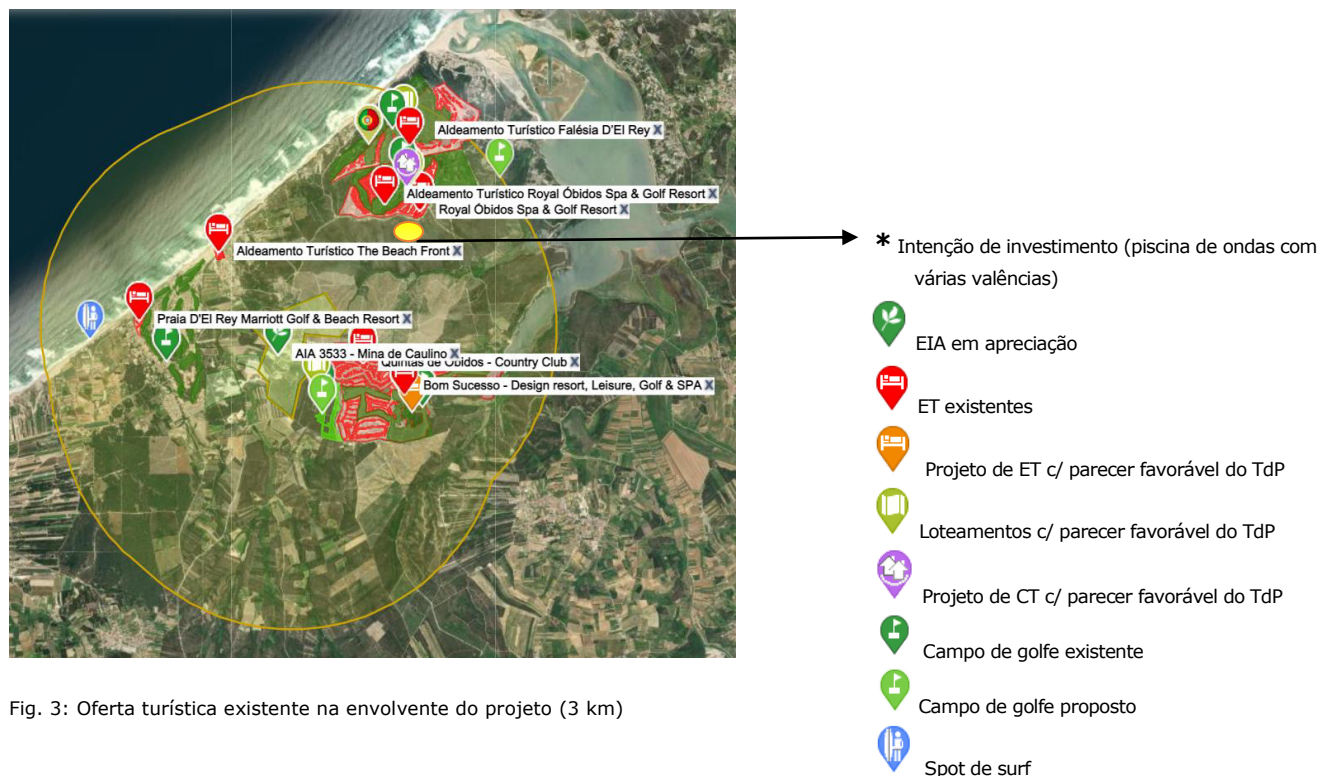 Aldeamento Turístico Falésia D'El Rey X
Aldeamento Turístico Royal Óbidos Spa & Golf Resort X
Royal Óbidos Spa & Golf Resort X
Aldeamento Turístico The Beach Front X
Praia D'El Rey Marriott Golf & Beach Resort X
AIA 3533 - Mina de Caulino X
Quintas de Óbidos - Country Club X
Bom Sucesso - Design resort, Leisure, Golf & SPA X
* Intenção de investimento (piscina de ondas com
várias valências)
EIA em apreciação
ET existentes
Projeto de ET c/ parecer favorável do TdP
Loteamentos c/ parecer favorável do TdP
Projeto de CT c/ parecer favorável do TdP
Campo de golfe existente
Campo de golfe proposto
Spot de surf
Fig. 3: Oferta turística existente na envolvente do projeto (3 km)